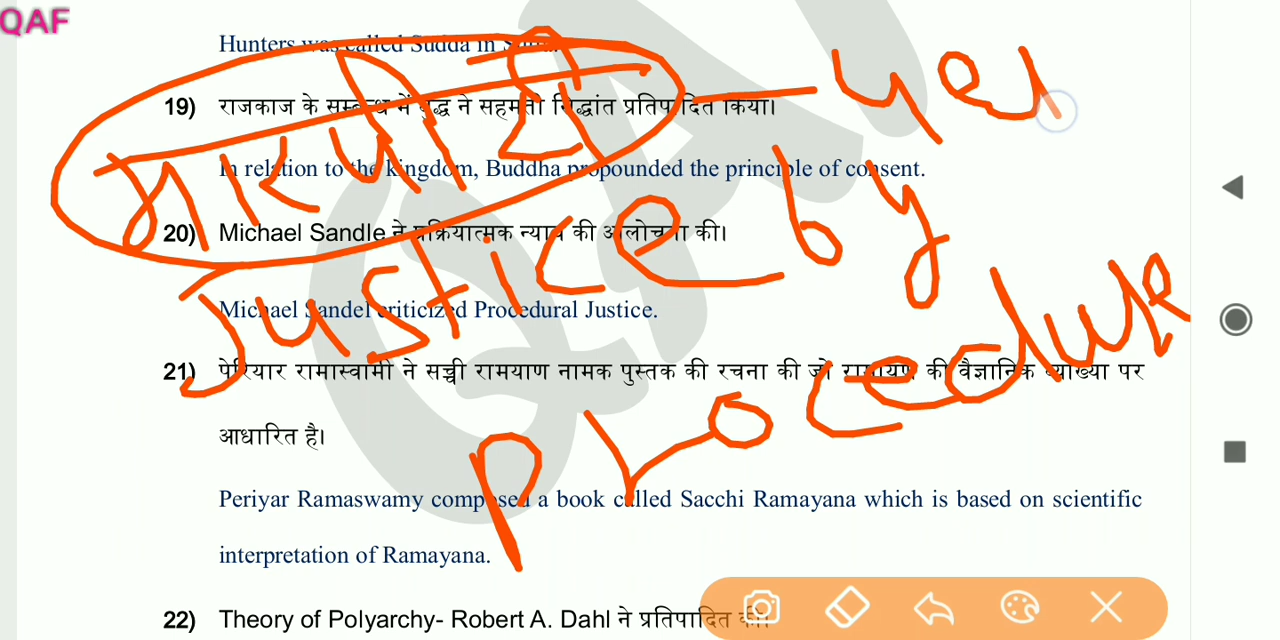 QAF
Hunters was called Sudda in
19) राजकाज के सम्बन्ध में बुद्ध ने सहमती सिद्धांत प्रतिपादित किया।
In relation to the kingdom, Buddha propounded the principle of consent.
20) Michael Sandle ने प्रक्रियात्मक न्याय की आलोचना की।
Justice by
Michael Sandel criticized Procedural Justice.
21) पेरियार रामास्वामी ने सच्ची रामयाण नामक पुस्तक की रचना की जो रामायण की वैज्ञानिक व्याख्या पर
आधारित है।
Procedure
Periyar Ramaswamy composed a book called Sacchi Ramayana which is based on scientific
interpretation of Ramayana.
22) Theory of Polyarchy- Robert A. Dahl ने प्रतिपादित की।